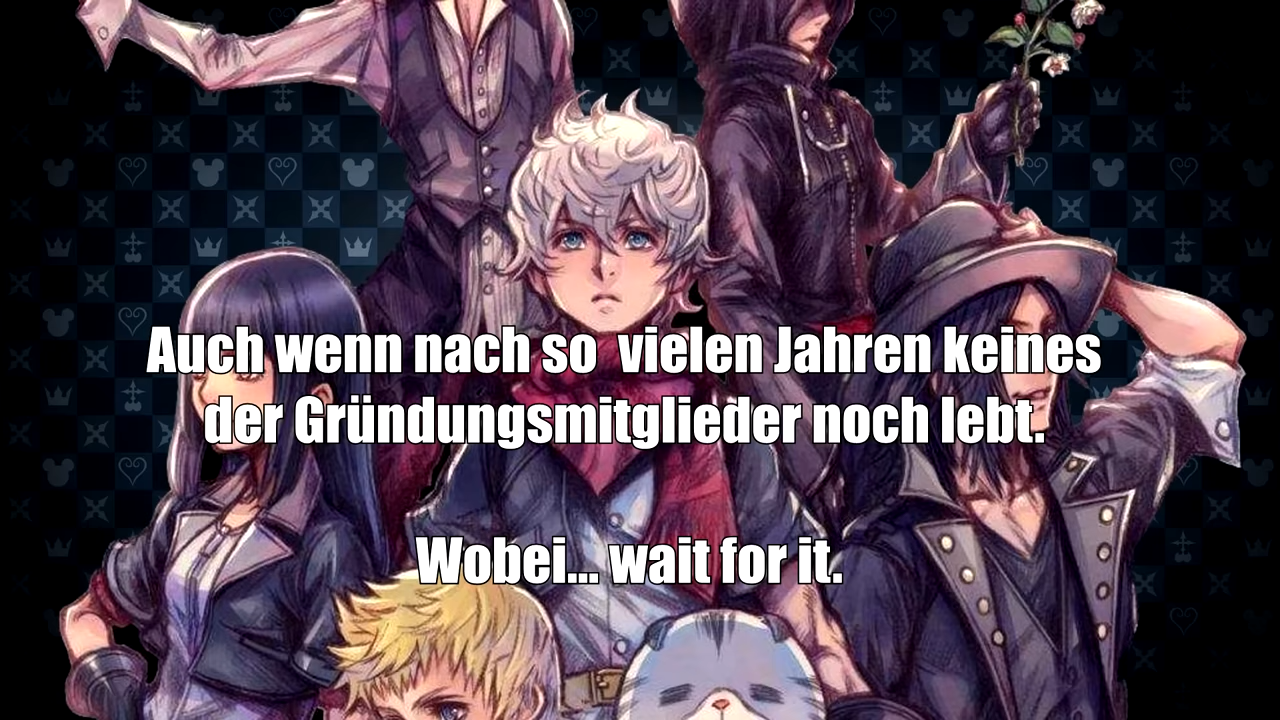 Auch wenn nach so  vielen Jahren keines
der Gründungsmitglieder noch lebt.
Wobei... wait for it.